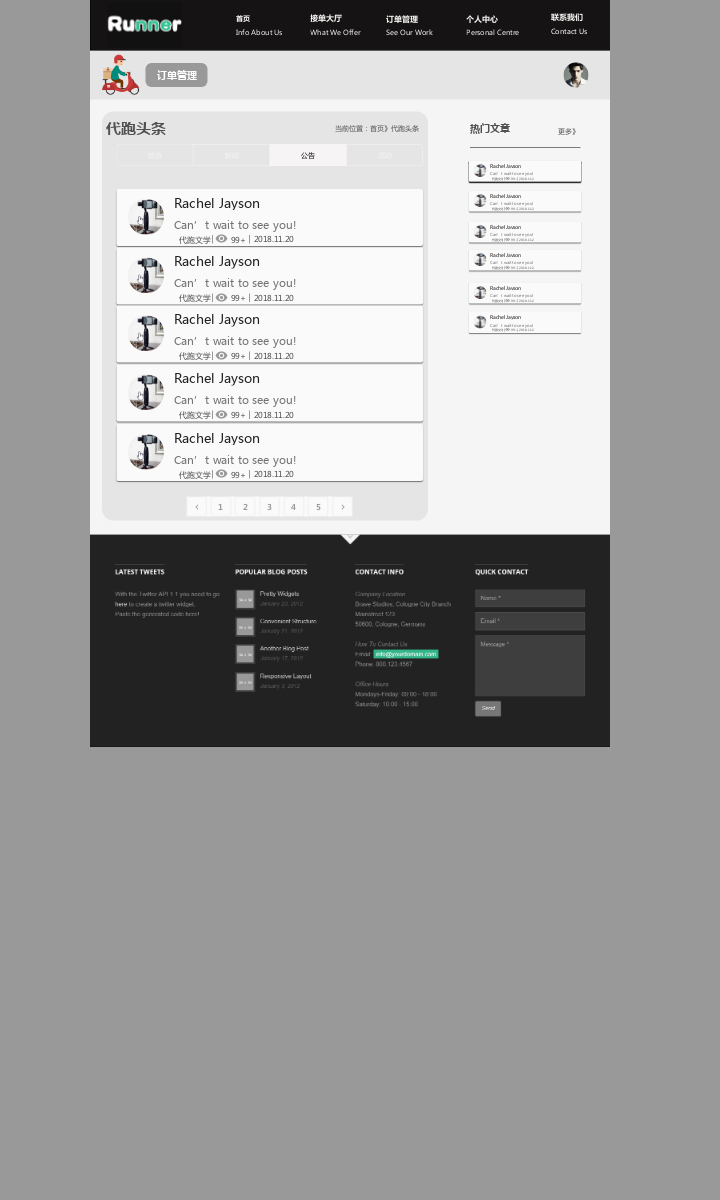 Runner
首页
Info About Us
接单大厅
What We Offer
订单管理
See Our Work
个人中心
Personal Centre
联系我们
Contact Us
订单管理
代跑头条
当前位置：首页》代跑头条
公告
Rachel Jayson
Can't wait to see you!
代跑文学| 99+ | 2018.11.20
Rachel Jayson
Can't wait to see you!
代跑文学| 99+ | 2018.11.20
Rachel Jayson
Can't wait to see you!
代跑文学| 99+ | 2018.11.20
Rachel Jayson
Can't wait to see you!
代跑文学| 99+ | 2018.11.20
Rachel Jayson
Can't wait to see you!
代跑文学| 99+ | 2018.11.20
‹ 1 2 3 4 5 ›
热门文章
更多》
Rachel Jayson
Can't wait to see you!
Rachel Jayson
Can't wait to see you!
Rachel Jayson
Can't wait to see you!
Rachel Jayson
Can't wait to see you!
Rachel Jayson
Can't wait to see you!
Rachel Jayson
Can't wait to see you!
LATEST TWEETS
With the Twitter API 1.1 you need to go
here to create a twitter widget.
Paste the generated code here!
POPULAR BLOG POSTS
Pretty Widgets
January 23, 2012
Convenient Structure
January 21, 2012
Another Blog Post
January 17, 2012
Responsive Layout
January 3, 2012
CONTACT INFO
Company Location
Brave Studios, Cologne City Branch
Mainstreet 123
50600, Cologne, Germany
How To Contact Us
Email: info@yourdomain.com
Phone: 000.123.4567
Office Hours
Mondays-Friday: 09:00 - 18:00
Saturday: 10:00 - 15:00
QUICK CONTACT
Name *
Email *
Message *
Send